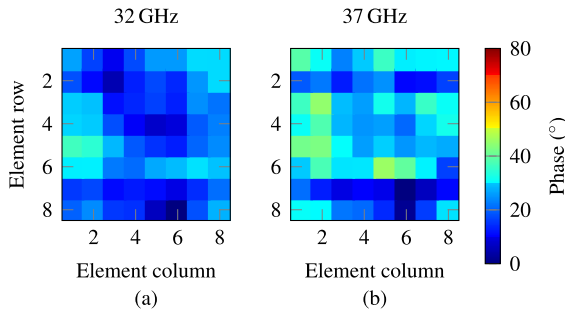 32 GHz
37 GHz
Element row
2
4
6
8
2 4 6 8
Element column
(a)
2
4
6
8
2 4 6 8
Element column
(b)
80
60
40
20
0
Phase (°)